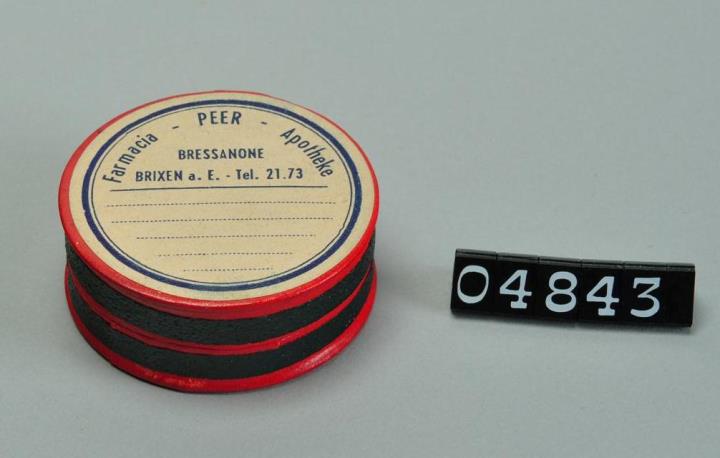 Farmacia - PEER - Apotheke
BRESSANONE
BRIXEN a. E. - Tel. 21.73
04843